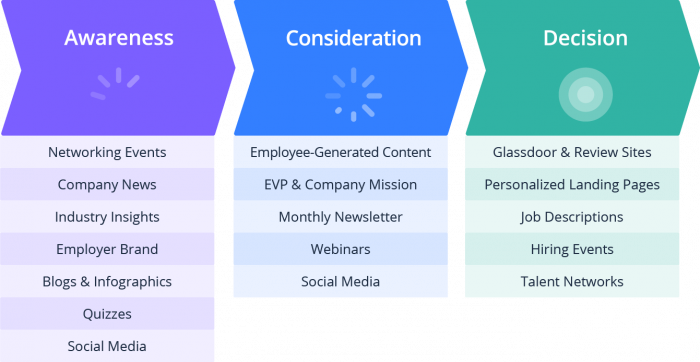 Awareness
Networking Events
Company News
Industry Insights
Employer Brand
Blogs & Infographics
Quizzes
Social Media
Consideration
Employee-Generated Content
EVP & Company Mission
Monthly Newsletter
Webinars
Social Media
Decision
Glassdoor & Review Sites
Personalized Landing Pages
Job Descriptions
Hiring Events
Talent Networks